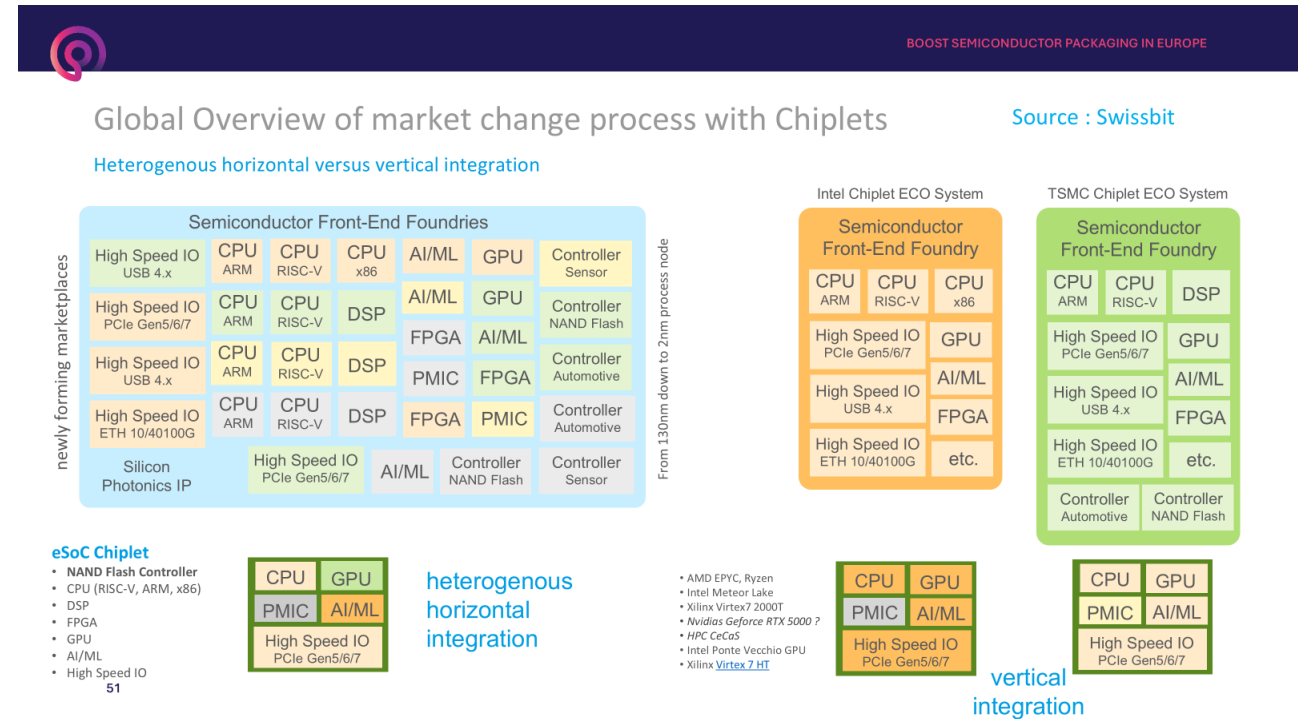 BOOST SEMICONDUCTOR PACKAGING IN EUROPE
Global Overview of market change process with Chiplets
Source : Swissbit
Heterogenous horizontal versus vertical integration
newly forming marketplaces
Semiconductor Front-End Foundries
High Speed IO
USB 4.x
CPU
ARM
CPU
RISC-V
CPU
x86
AI/ML
GPU
Controller
Sensor
High Speed IO
PCIe Gen5/6/7
CPU
ARM
CPU
RISC-V
DSP
AI/ML
GPU
Controller
NAND Flash
FPGA
AI/ML
High Speed IO
USB 4.x
CPU
ARM
CPU
RISC-V
DSP
PMIC
FPGA
Controller
Automotive
High Speed IO
ETH 10/40100G
CPU
ARM
CPU
RISC-V
DSP
FPGA
PMIC
Controller
Automotive
Silicon
Photonics IP
High Speed IO
PCIe Gen5/6/7
AI/ML
Controller
NAND Flash
Controller
Sensor
From 130nm down to 2nm process node
Intel Chiplet ECO System
Semiconductor
Front-End Foundry
CPU
ARM
CPU
RISC-V
CPU
x86
High Speed IO
PCIe Gen5/6/7
GPU
High Speed IO
USB 4.x
AI/ML
FPGA
High Speed IO
ETH 10/40100G
etc.
TSMC Chiplet ECO System
Semiconductor
Front-End Foundry
CPU
ARM
CPU
RISC-V
DSP
High Speed IO
PCIe Gen5/6/7
GPU
High Speed IO
USB 4.x
AI/ML
FPGA
High Speed IO
ETH 10/40100G
etc.
Controller
Automotive
Controller
NAND Flash
eSoC Chiplet
• NAND Flash Controller
• CPU (RISC-V, ARM, x86)
• DSP
• FPGA
• GPU
• AI/ML
• High Speed IO
51
CPU
GPU
PMIC
AI/ML
High Speed IO
PCIe Gen5/6/7
heterogenous
horizontal
integration
• AMD EPYC, Ryzen
• Intel Meteor Lake
• Xilinx Virtex7 2000T
• Nvidias Geforce RTX 5000 ?
• HPC CeCaS
• Intel Ponte Vecchio GPU
• Xilinx Virtex 7 HT
CPU
GPU
PMIC
AI/ML
High Speed IO
PCIe Gen5/6/7
vertical
integration
CPU
GPU
PMIC
AI/ML
High Speed IO
PCIe Gen5/6/7